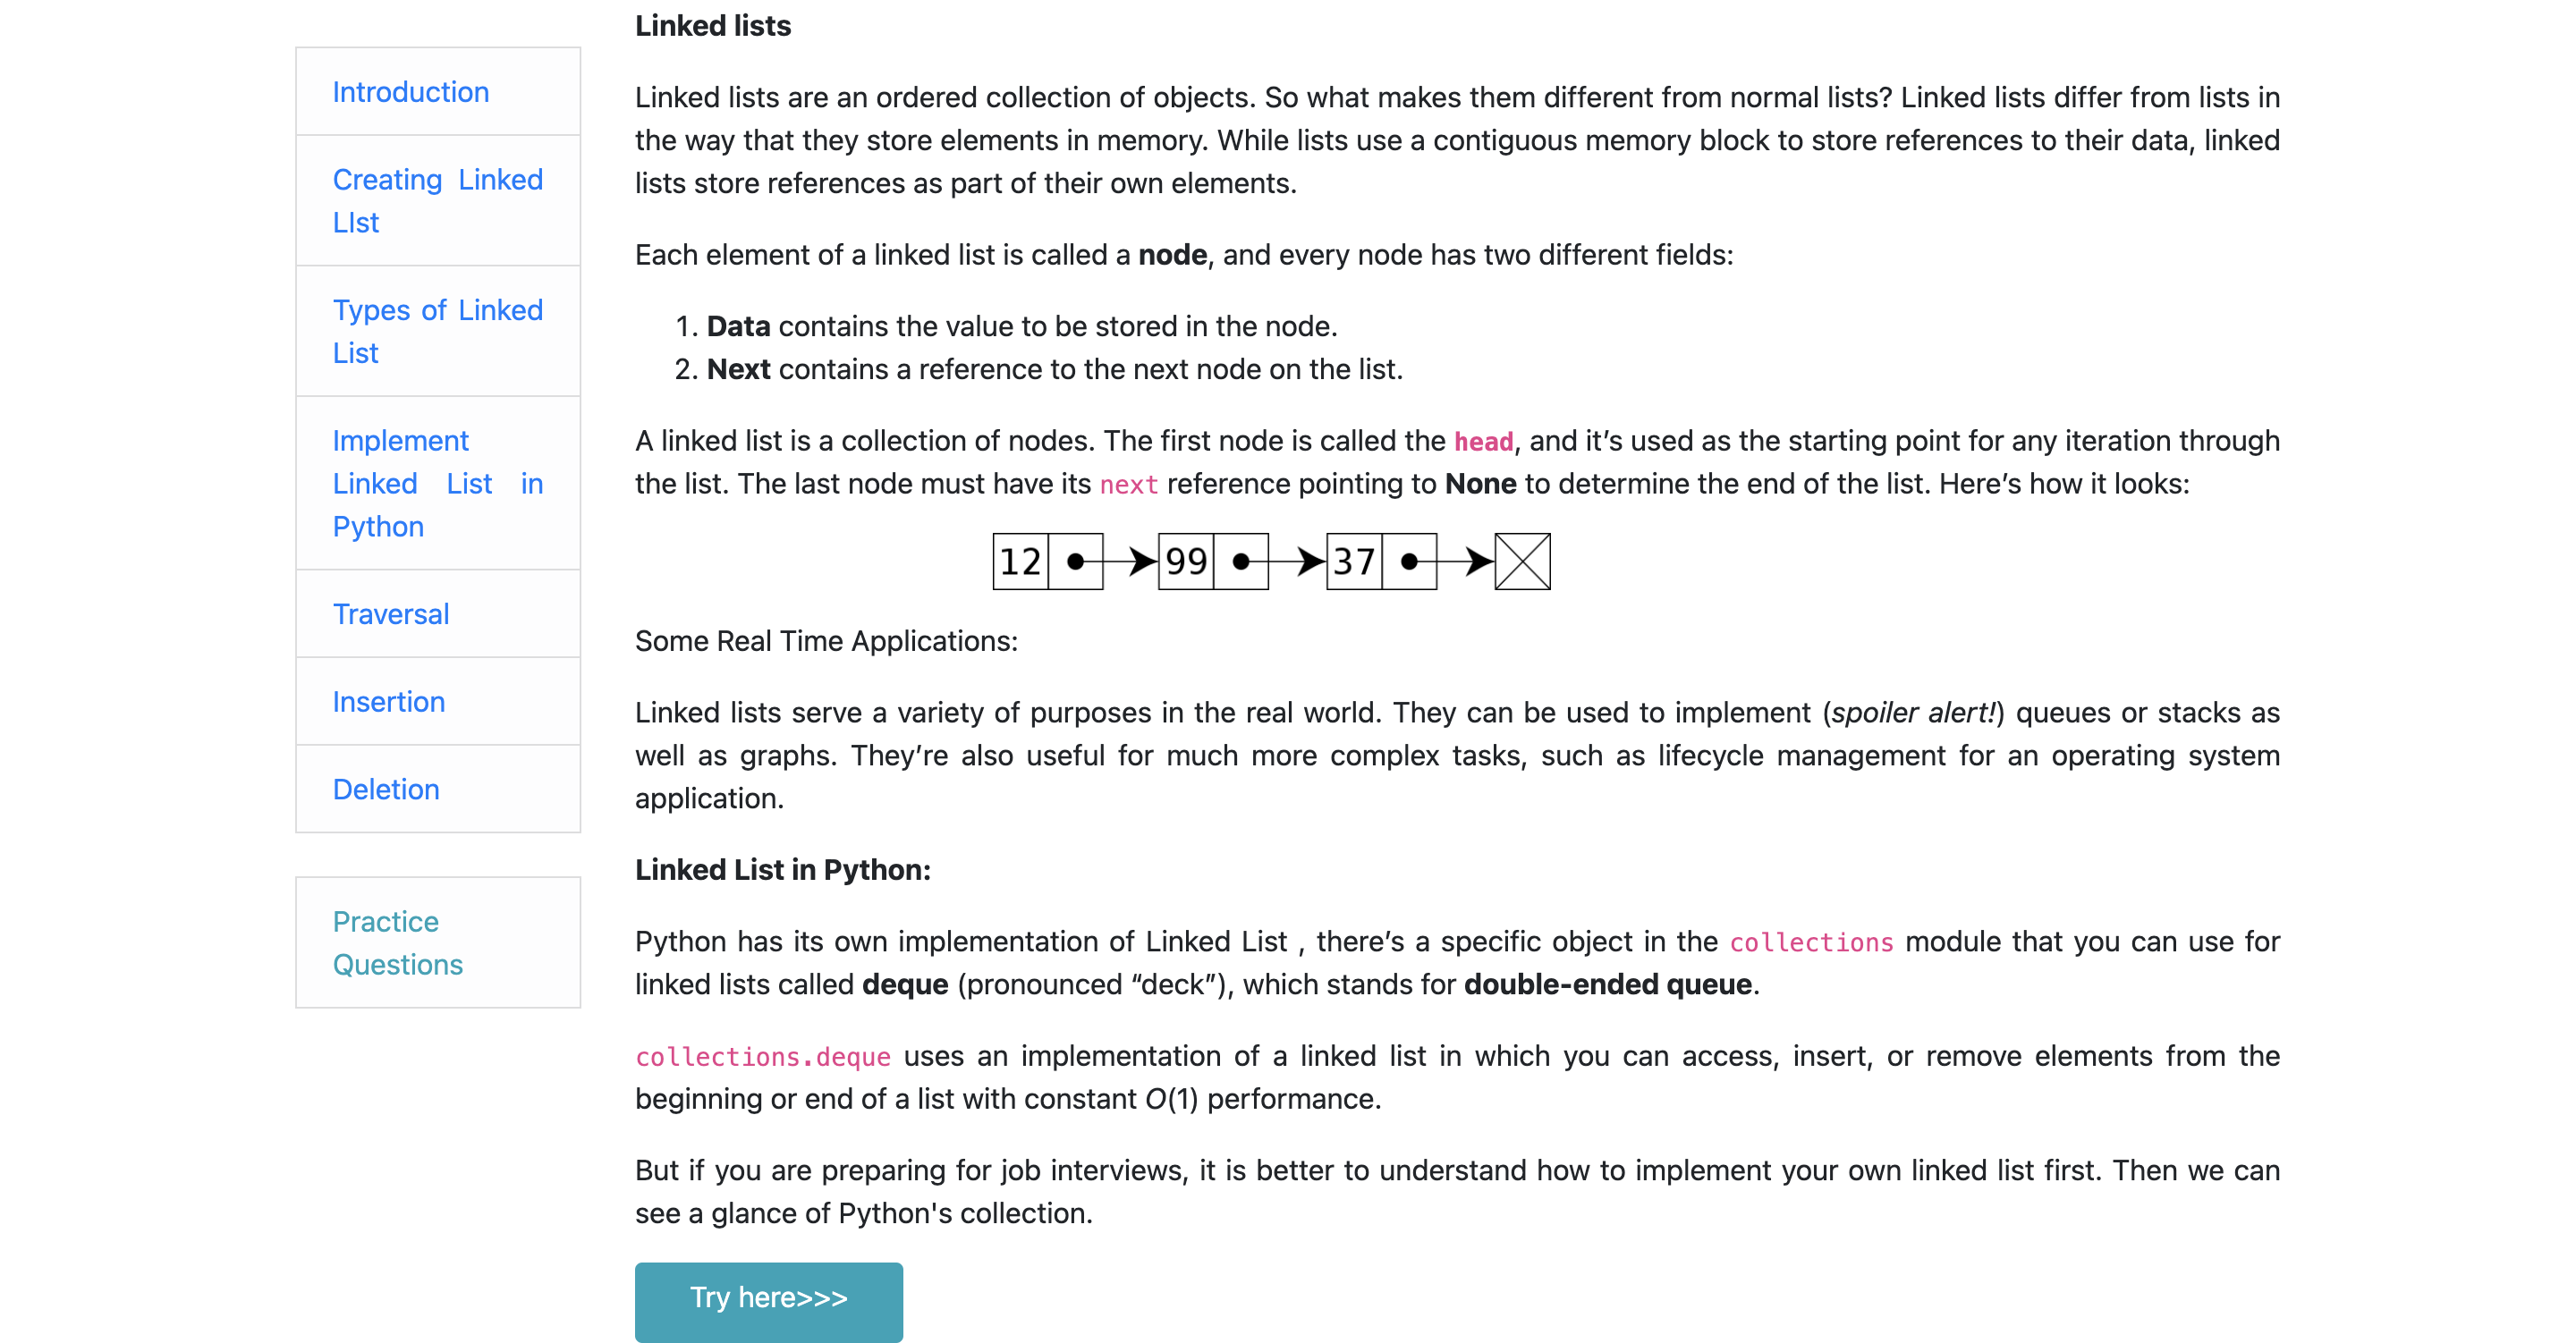 Linked lists
Introduction
Creating Linked
LIst
Types of Linked
List
Implement
Linked List in
Python
Traversal
Insertion
Deletion
Practice
Questions
Linked lists are an ordered collection of objects. So what makes them different from normal lists? Linked lists differ from lists in
the way that they store elements in memory. While lists use a contiguous memory block to store references to their data, linked
lists store references as part of their own elements.
Each element of a linked list is called a node, and every node has two different fields:
1. Data contains the value to be stored in the node.
2. Next contains a reference to the next node on the list.
A linked list is a collection of nodes. The first node is called the head, and it’s used as the starting point for any iteration through
the list. The last node must have its next reference pointing to None to determine the end of the list. Here’s how it looks:
12 99 37
Some Real Time Applications:
Linked lists serve a variety of purposes in the real world. They can be used to implement (spoiler alert!) queues or stacks as
well as graphs. They’re also useful for much more complex tasks, such as lifecycle management for an operating system
application.
Linked List in Python:
Python has its own implementation of Linked List , there’s a specific object in the collections module that you can use for
linked lists called deque (pronounced “deck”), which stands for double-ended queue.
collections.deque uses an implementation of a linked list in which you can access, insert, or remove elements from the
beginning or end of a list with constant O(1) performance.
But if you are preparing for job interviews, it is better to understand how to implement your own linked list first. Then we can
see a glance of Python's collection.
Try here>>>